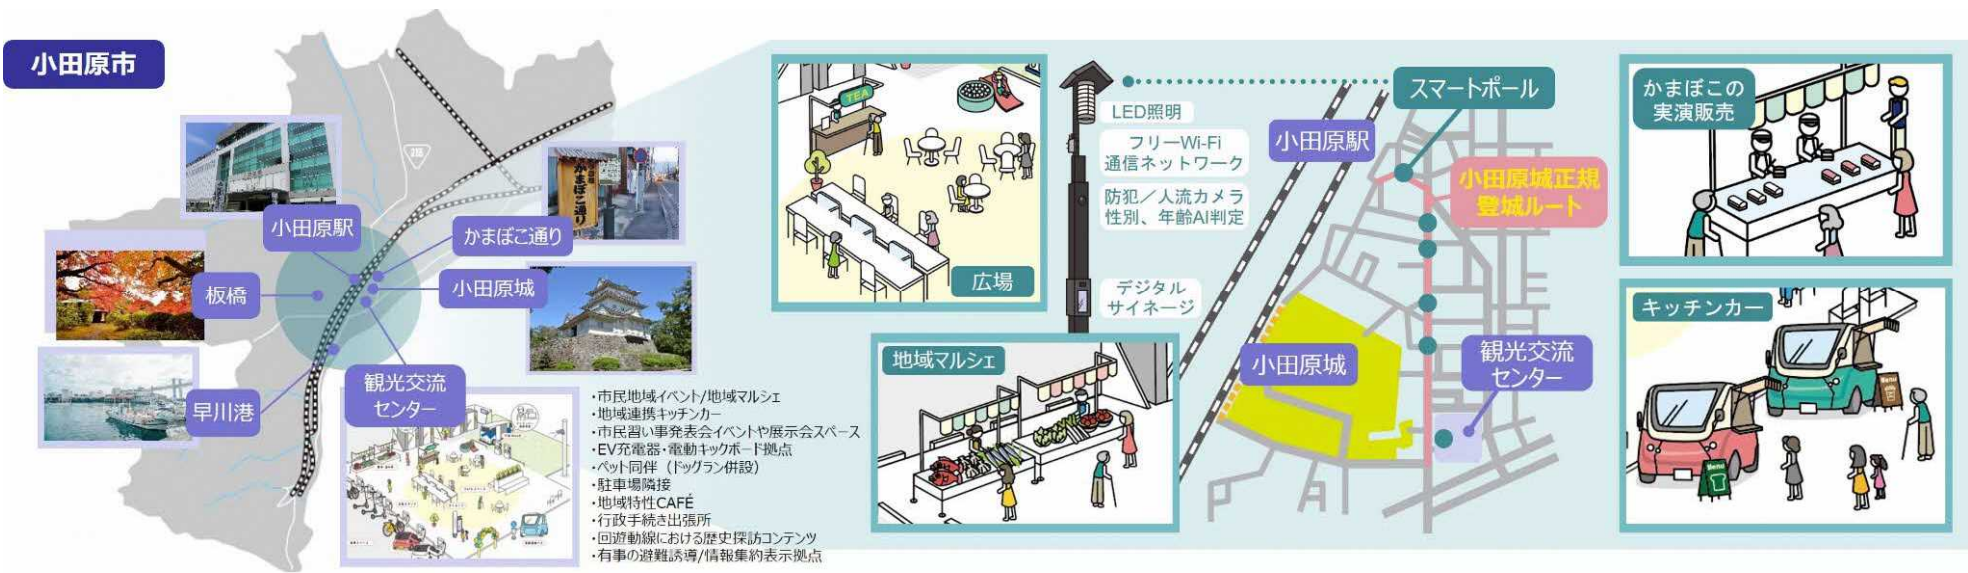 小田原市
小田原駅
かまぼこ通り
かまぼこ通り
板橋
小田原城
早川港
観光交流
センター
・市民地域イベント/地域マルシェ
・地域連携キッチンカー
・市民習い事発表会イベントや展示会スペース
・EV充電器・電動キックボード拠点
・ペット同伴（ドッグラン併設）
・駐車場隣接
・地域特性CAFÉ
・行政手続き出張所
・回遊動線における歴史探訪コンテンツ
・有事の避難誘導/情報集約表示拠点
TEA
広場
LED照明
フリーWi-Fi
通信ネットワーク
防犯／人流カメラ
性別、年齢AI判定
デジタル
サイネージ
地域マルシェ
スマートポール
小田原駅
小田原城正規
登城ルート
小田原城
観光交流
センター
かまぼこの
実演販売
キッチンカー
Menu
Menu